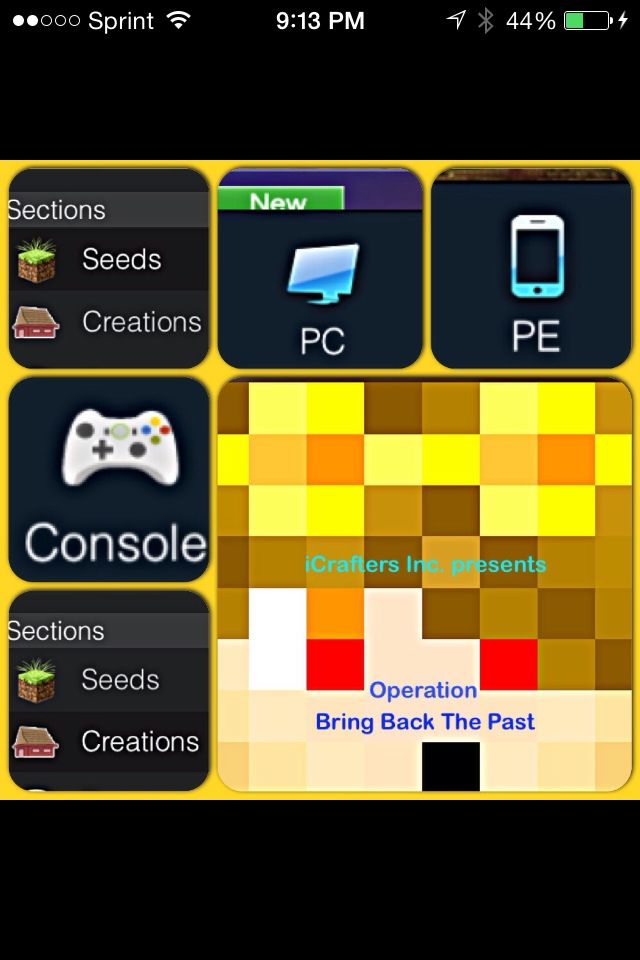 Sprint 9:13 PM 44%
Sections
Seeds
Creations
New
PC
PE
Console
iCrafters Inc. presents
Operation
Bring Back The Past
Sections
Seeds
Creations